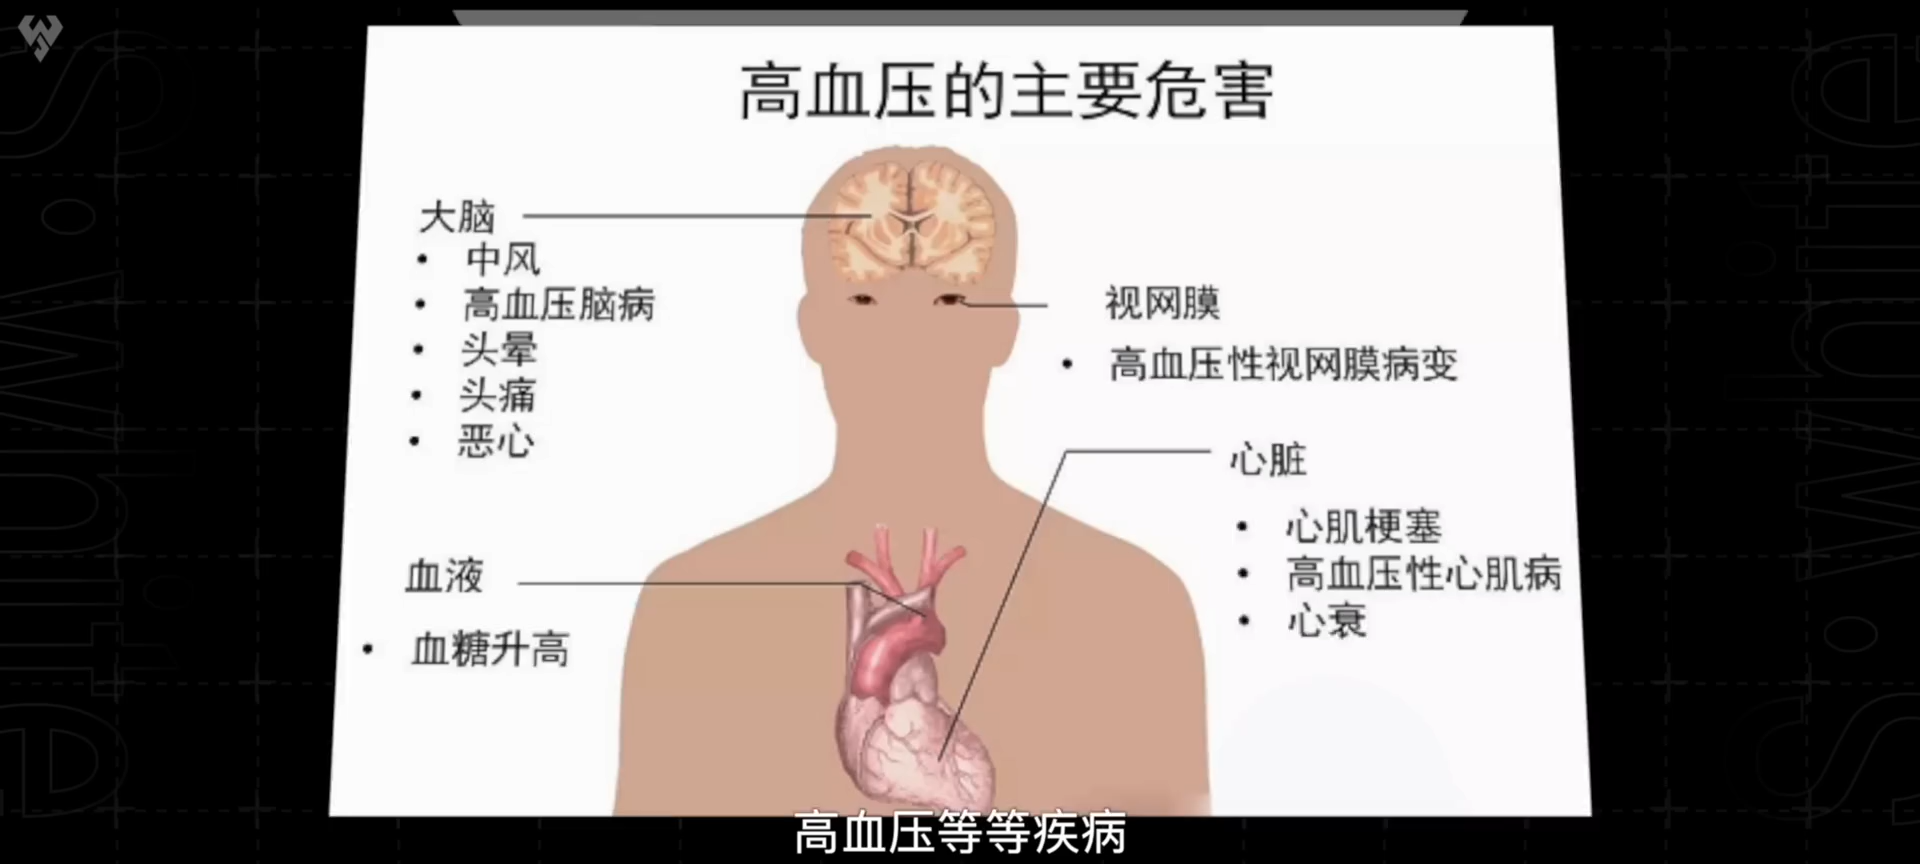 高血压的主要危害
大脑
• 中风
• 高血压脑病
• 头晕
• 头痛
• 恶心
视网膜
• 高血压性视网膜病变
心脏
• 心肌梗塞
• 高血压性心肌病
• 心衰
血液
• 血糖升高
高血压等等疾病